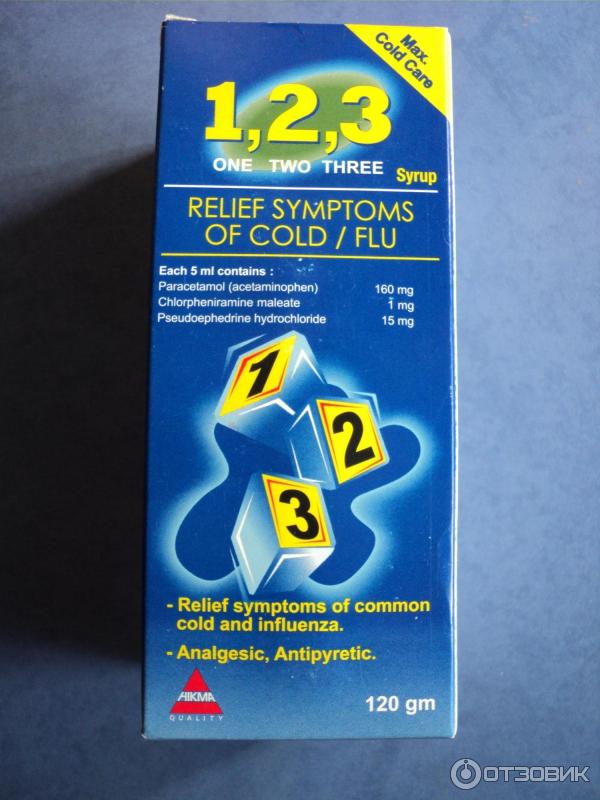 Max.
Cold Care
1,2,3
ONE TWO THREE
Syrup
RELIEF SYMPTOMS
OF COLD / FLU
Each 5 ml contains :
Paracetamol (acetaminophen) 160 mg
Chlorpheniramine maleate 1 mg
Pseudoephedrine hydrochloride 15 mg
1
2
3
- Relief symptoms of common
cold and influenza.
- Analgesic, Antipyretic.
HIKMA
QUALITY
120 gm
ОТЗОВИК